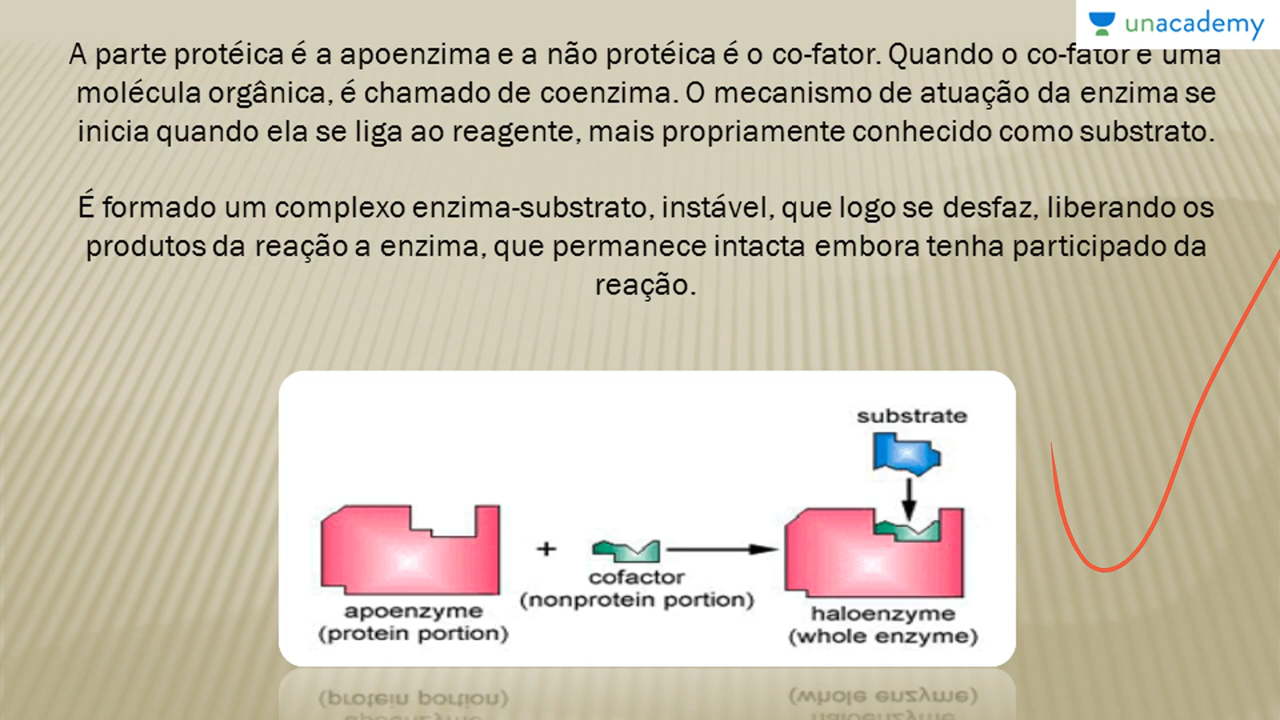 unacademy
A parte protéica é a apoenzima e a não protéica é o co-fator. Quando o co-fator é uma
molécula orgânica, é chamado de coenzima. O mecanismo de atuação da enzima se
inicia quando ela se liga ao reagente, mais propriamente conhecido como substrato.
É formado um complexo enzima-substrato, instável, que logo se desfaz, liberando os
produtos da reação a enzima, que permanece intacta embora tenha participado da
reação.
substrate
+
cofactor
(nonprotein portion)
apoenzyme
(protein portion)
haloenzyme
(whole enzyme)